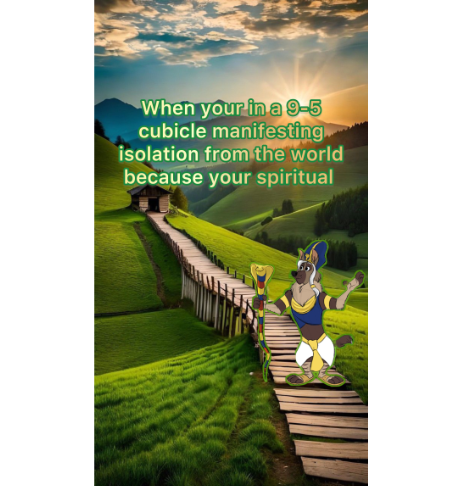 When your in a 9-5
cubicle manifesting
isolation from the world
because your spiritual